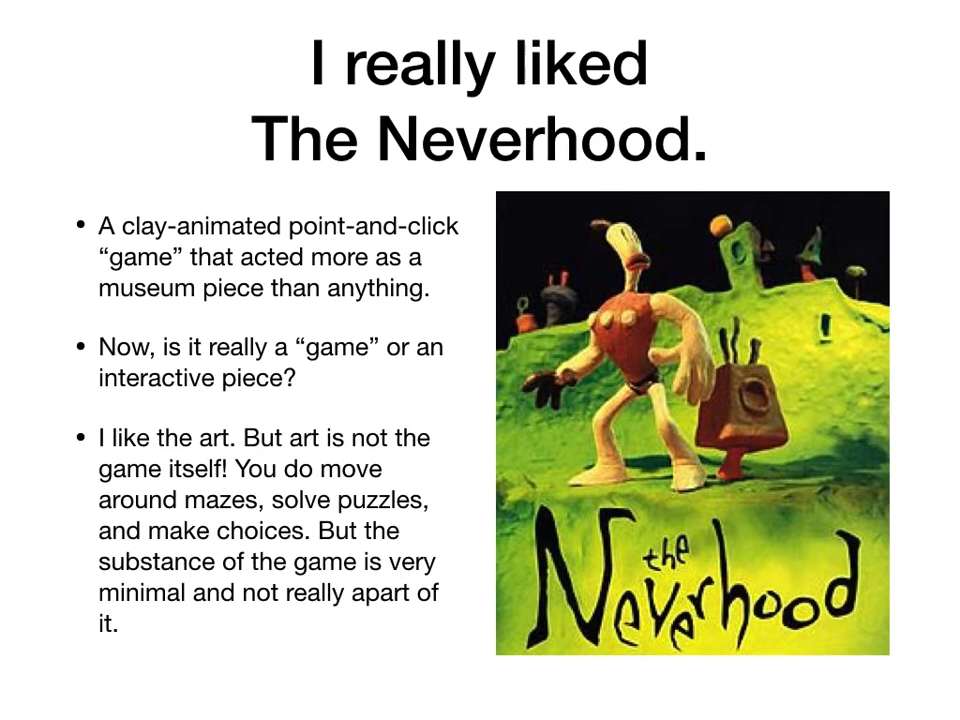 I really liked
The Neverhood.
• A clay-animated point-and-click
“game” that acted more as a
museum piece than anything.
• Now, is it really a “game” or an
interactive piece?
• I like the art. But art is not the
game itself! You do move
around mazes, solve puzzles,
and make choices. But the
substance of the game is very
minimal and not really apart of
it.
the
Neverhood